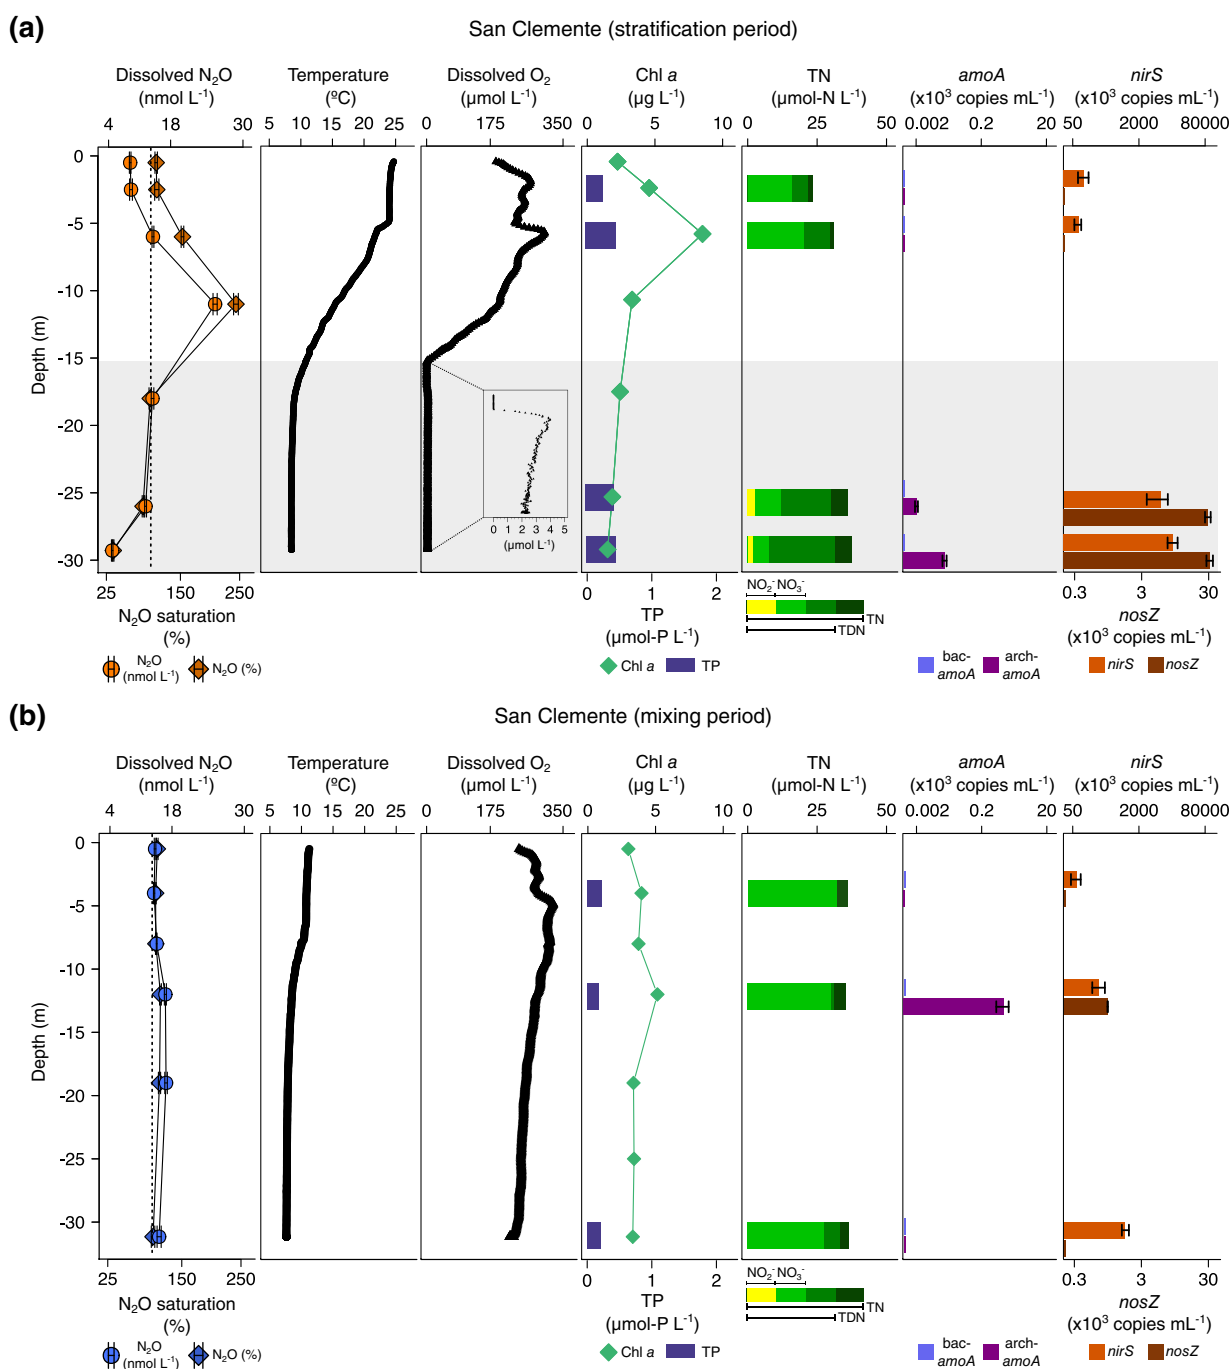 (a)
San Clemente (stratification period)
Dissolved N₂O Temperature Dissolved O₂ Chl a TN amoA nirS
(nmol L⁻¹) (ºC) (µmol L⁻¹) (µg L⁻¹) (µmol-N L⁻¹) (x10³ copies mL⁻¹) (x10³ copies mL⁻¹)
4 18 30 5 10 15 20 25 0 175 350 0 5 10 0 25 50 0.002 0.2 20 50 2000 80000
0
-5
-10
-15
-20
-25
-30
Depth (m)
0 1 2 3 4 5
(µmol L⁻¹)
25 150 250 0 1 2 0.3 3 30
N₂O saturation
(%)
TP
(µmol-P L⁻¹)
NO₂⁻ NO₃⁻
TN
TDN
nosZ
(x10³ copies mL⁻¹)
N₂O
(nmol L⁻¹)
N₂O (%)
Chl a TP
bac-
amoA
arch-
amoA
nirS nosZ
(b)
San Clemente (mixing period)
Dissolved N₂O Temperature Dissolved O₂ Chl a TN amoA nirS
(nmol L⁻¹) (ºC) (µmol L⁻¹) (µg L⁻¹) (µmol-N L⁻¹) (x10³ copies mL⁻¹) (x10³ copies mL⁻¹)
4 18 30 5 10 15 20 25 0 175 350 0 5 10 0 25 50 0.002 0.2 20 50 2000 80000
0
-5
-10
-15
-20
-25
-30
Depth (m)
25 150 250 0 1 2 0.3 3 30
N₂O saturation
(%)
TP
(µmol-P L⁻¹)
NO₂⁻ NO₃⁻
TN
TDN
nosZ
(x10³ copies mL⁻¹)
N₂O
(nmol L⁻¹)
N₂O (%)
Chl a TP
bac-
amoA
arch-
amoA
nirS nosZ